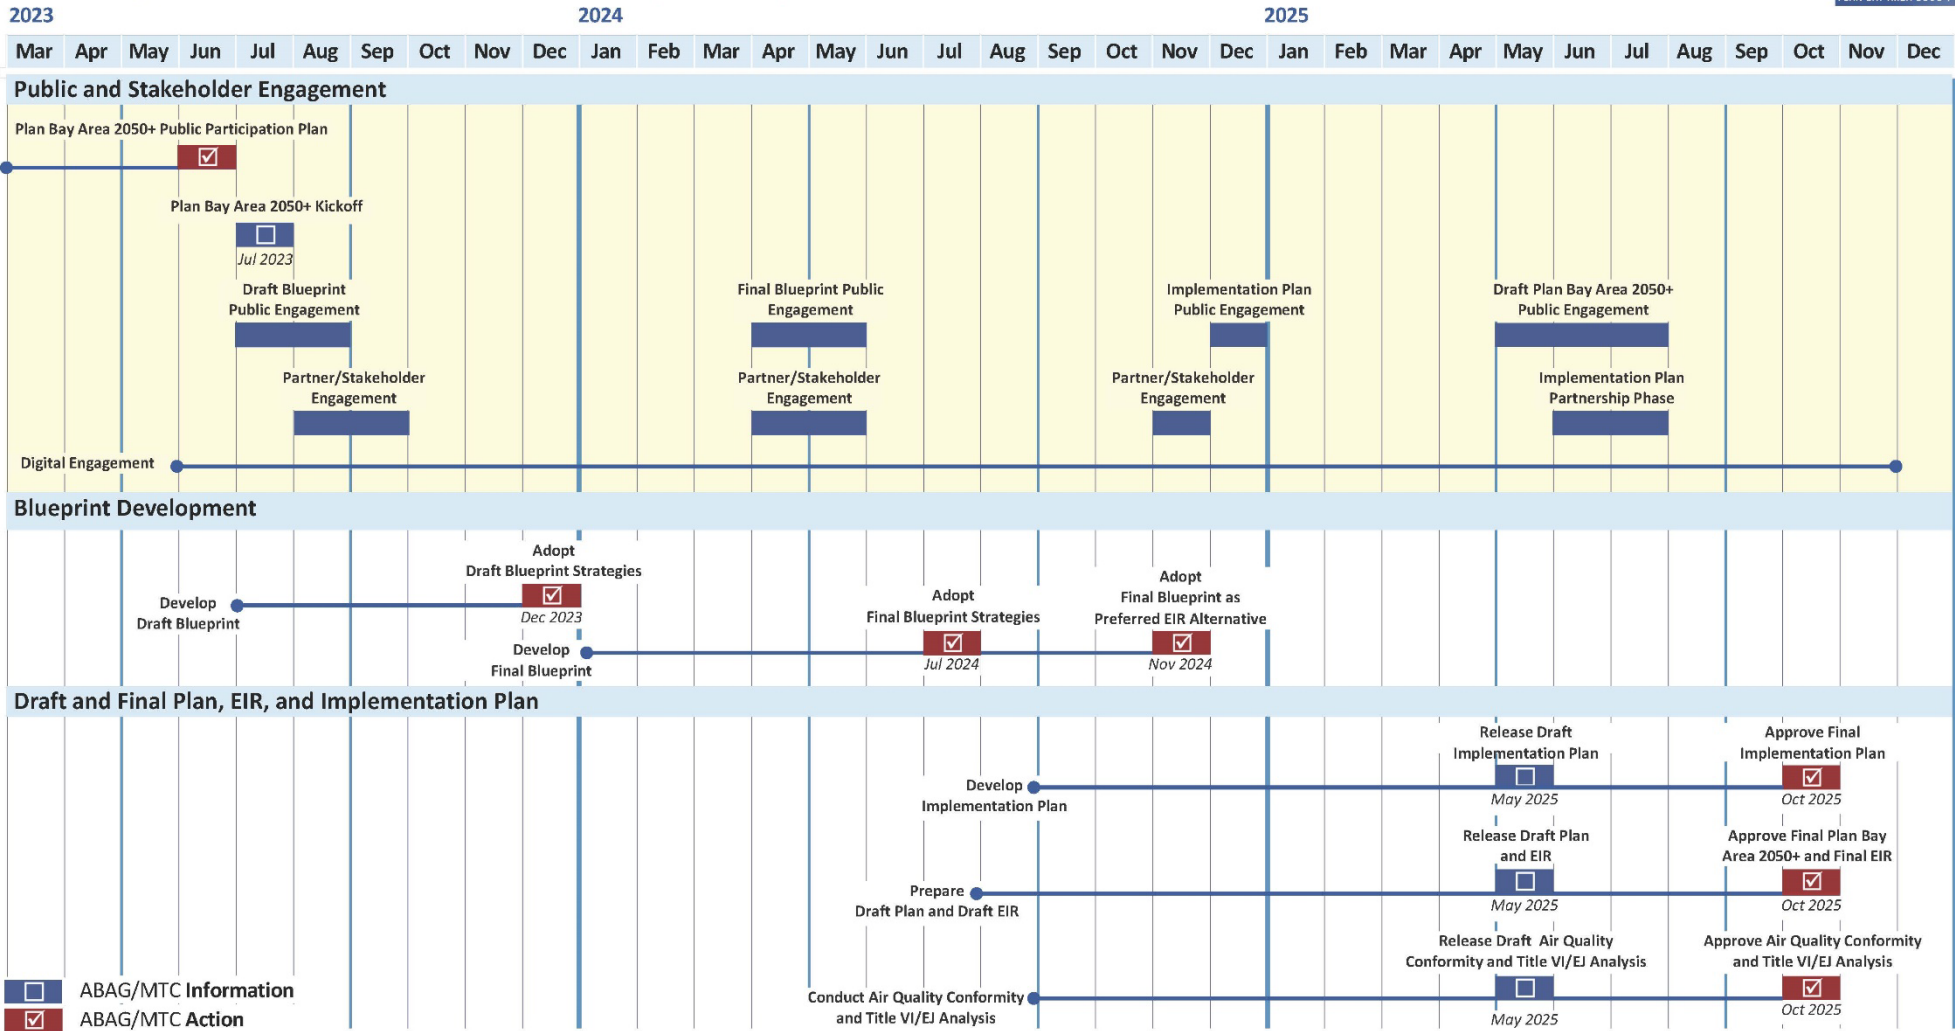 2023 2024 2025
Mar Apr May Jun Jul Aug Sep Oct Nov Dec Jan Feb Mar Apr May Jun Jul Aug Sep Oct Nov Dec Jan Feb Mar Apr May Jun Jul Aug Sep Oct Nov Dec
Public and Stakeholder Engagement
Plan Bay Area 2050+ Public Participation Plan
Plan Bay Area 2050+ Kickoff
Jul 2023
Draft Blueprint
Public Engagement
Final Blueprint Public
Engagement
Implementation Plan
Public Engagement
Draft Plan Bay Area 2050+
Public Engagement
Partner/Stakeholder
Engagement
Partner/Stakeholder
Engagement
Partner/Stakeholder
Engagement
Implementation Plan
Partnership Phase
Digital Engagement
Blueprint Development
Develop
Draft Blueprint
Adopt
Draft Blueprint Strategies
Dec 2023
Develop
Final Blueprint
Adopt
Final Blueprint Strategies
Jul 2024
Adopt
Final Blueprint as
Preferred EIR Alternative
Nov 2024
Draft and Final Plan, EIR, and Implementation Plan
Develop
Implementation Plan
Release Draft
Implementation Plan
May 2025
Approve Final
Implementation Plan
Oct 2025
Prepare
Draft Plan and Draft EIR
Release Draft Plan
and EIR
May 2025
Approve Final Plan Bay
Area 2050+ and Final EIR
Oct 2025
Conduct Air Quality Conformity
and Title VI/EJ Analysis
Release Draft Air Quality
Conformity and Title VI/EJ Analysis
May 2025
Approve Air Quality Conformity
and Title VI/EJ Analysis
Oct 2025
ABAG/MTC Information
ABAG/MTC Action